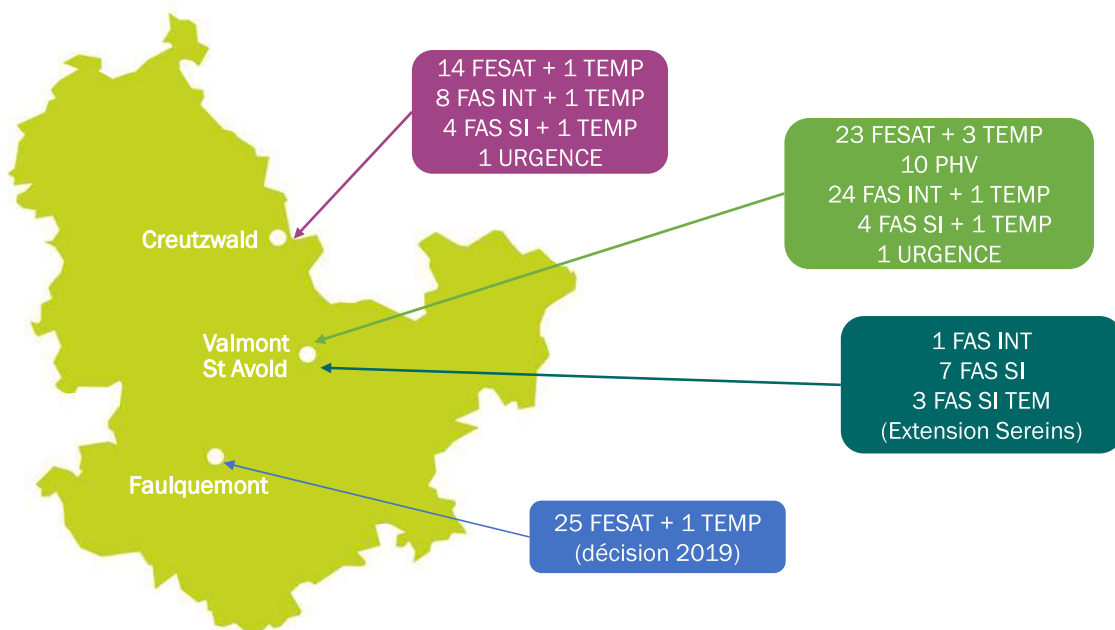 14 FESAT + 1 TEMP
8 FAS INT + 1 TEMP
4 FAS SI + 1 TEMP
1 URGENCE
23 FESAT + 3 TEMP
10 PHV
24 FAS INT + 1 TEMP
4 FAS SI + 1 TEMP
1 URGENCE
Creutzwald
Valmont
St Avold
1 FAS INT
7 FAS SI
3 FAS SI TEM
(Extension Sereins)
Faulquemont
25 FESAT + 1 TEMP
(décision 2019)